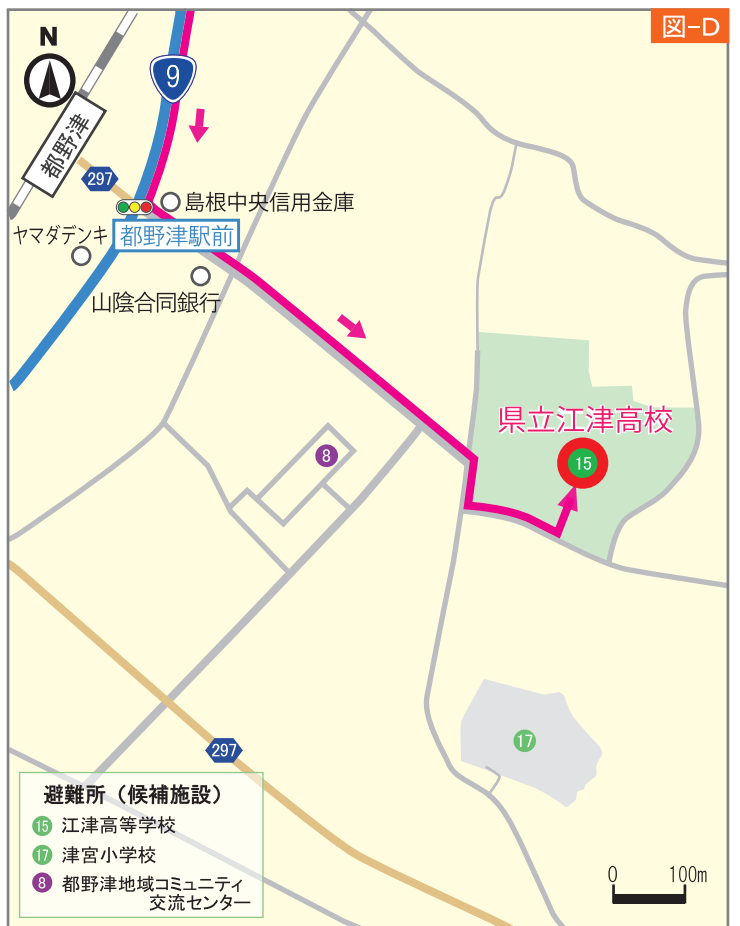 図-D
N
9
都野津
297
島根中央信用金庫
ヤマダデンキ
都野津駅前
山陰合同銀行
県立江津高校
15
8
17
297
避難所（候補施設）
15 江津高等学校
17 津宮小学校
8 都野津地域コミュニティ
交流センター
0 100m